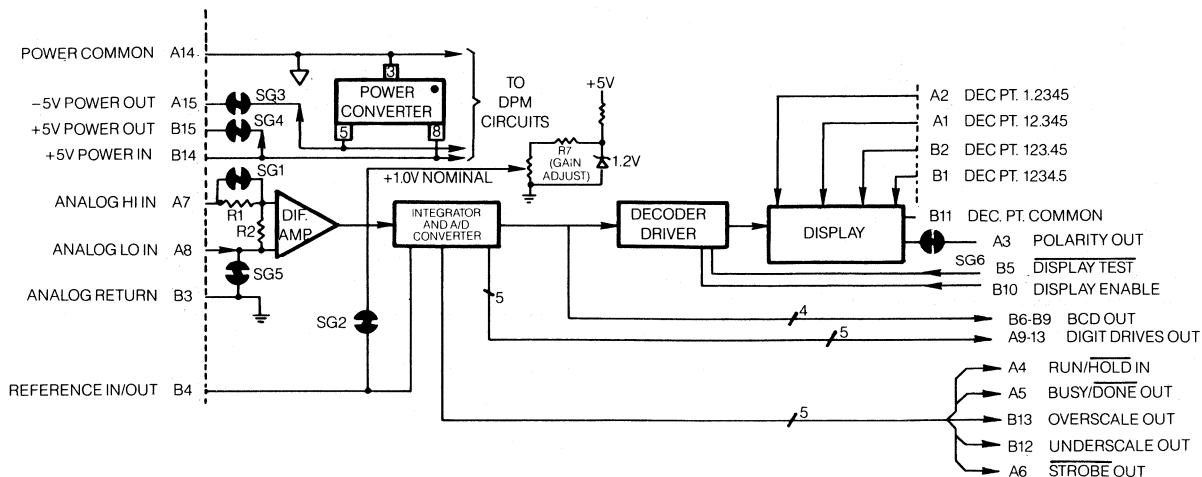 POWER COMMON A14
-5V POWER OUT A15
SG3
SG4
+5V POWER OUT B15
+5V POWER IN B14
3
POWER
CONVERTER
5
8
TO
DPM
CIRCUITS
+5V
R7
(GAIN
ADJUST)
1.2V
+1.0V NOMINAL
SG1
ANALOG HI IN A7
R1
R2
DIF.
AMP.
ANALOG LO IN A8
SG5
ANALOG RETURN B3
SG2
REFERENCE IN/OUT B4
INTEGRATOR
AND A/D
CONVERTER
5
DECODER
DRIVER
DISPLAY
A2 DEC PT. 1.2345
A1 DEC PT. 12.345
B2 DEC PT. 123.45
B1 DEC PT. 1234.5
B11 DEC. PT. COMMON
A3 POLARITY OUT
SG6
B5 DISPLAY TEST
B10 DISPLAY ENABLE
4
B6-B9 BCD OUT
5
A9-13 DIGIT DRIVES OUT
A4 RUN/HOLD IN
A5 BUSY/DONE OUT
5
B13 OVERSCALE OUT
B12 UNDERSCALE OUT
A6 STROBE OUT